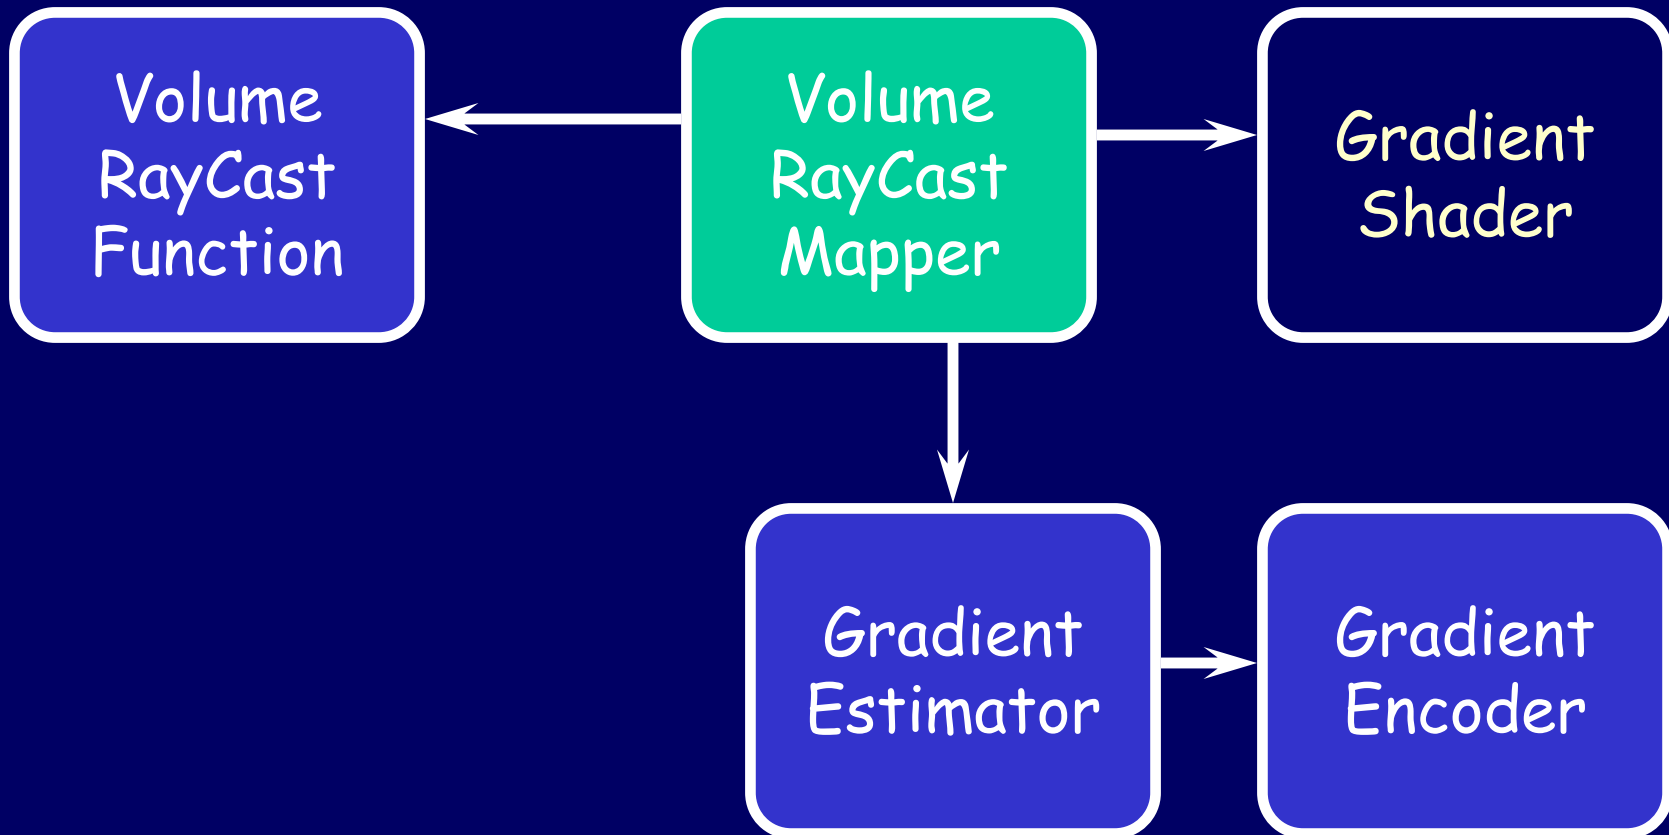 Volume
RayCast
Function
Volume
RayCast
Mapper
Gradient
Shader
Gradient
Estimator
Gradient
Encoder